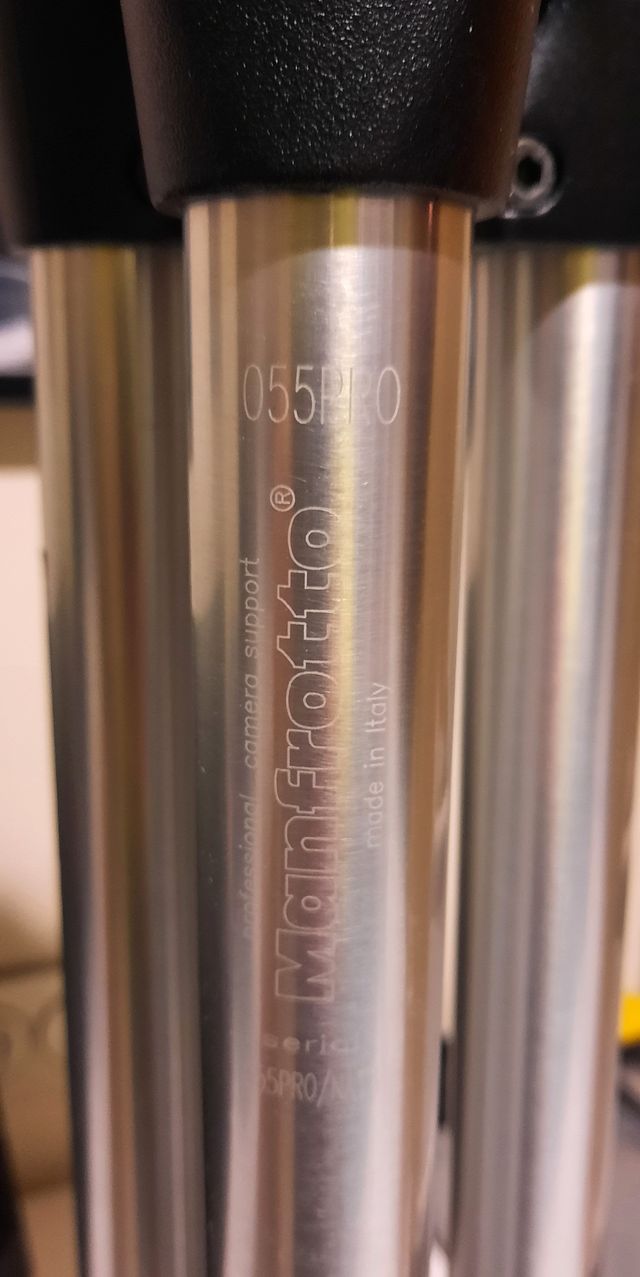 055PRO
professional camera support
Manfrotto®
made in Italy